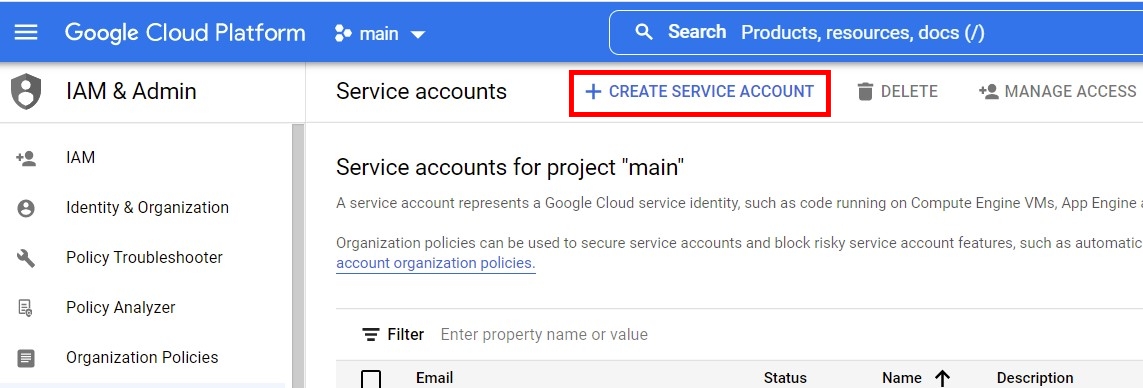 Google Cloud Platform main Search Products, resources, docs (/)
IAM & Admin Service accounts + CREATE SERVICE ACCOUNT DELETE MANAGE ACCESS
IAM
Identity & Organization
Policy Troubleshooter
Policy Analyzer
Organization Policies
Service accounts for project "main"
A service account represents a Google Cloud service identity, such as code running on Compute Engine VMs, App Engine
Organization policies can be used to secure service accounts and block risky service account features, such as automatic
account organization policies.
Filter Enter property name or value
Email Status Name Description